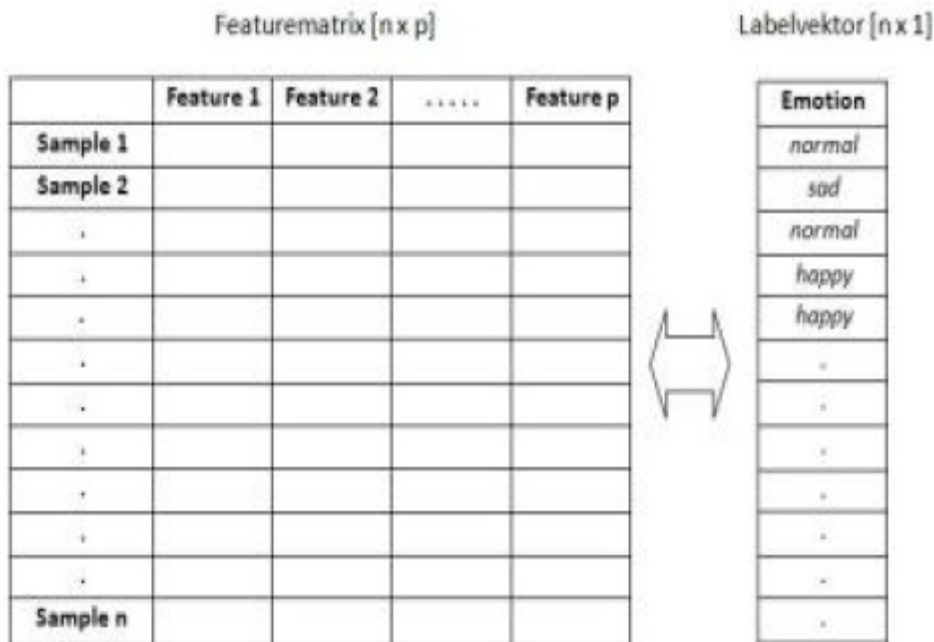 Featurematrix [n x p] Labelvektor [n x 1]
Feature 1 Feature 2 ..... Feature p Emotion
Sample 1 normal
Sample 2 sad
. normal
. happy
. happy
. .
. .
. .
. .
. .
. .
Sample n .